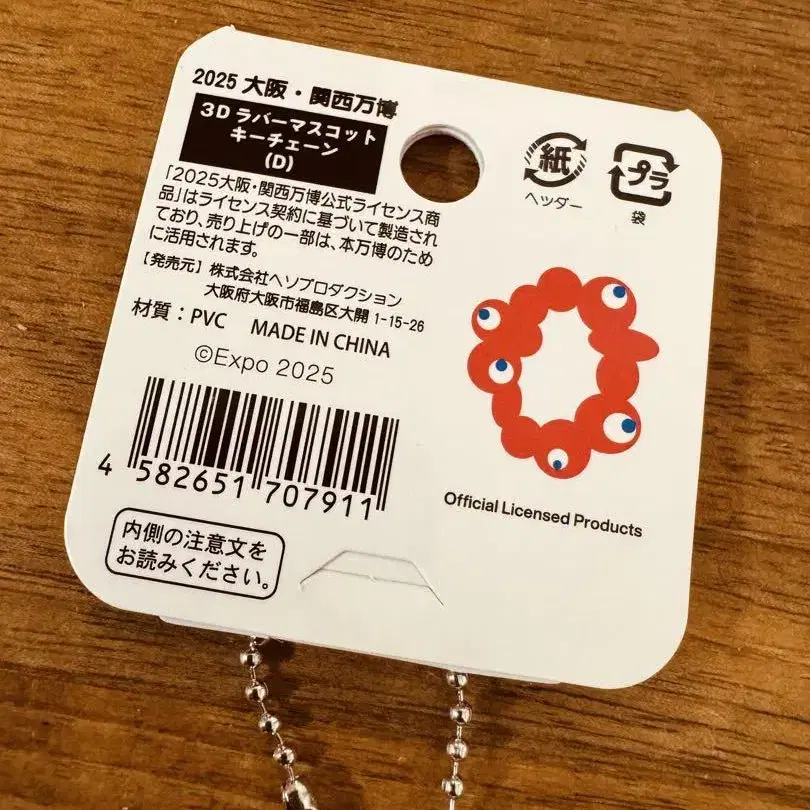 2025 大阪・関西万博
3D ラバーマスコット
キーチェーン
(D)
「2025大阪・関西万博公式ライセンス商
品」はライセンス契約に基づいて製造され
ており、売り上げの一部は、本万博のため
に活用されます。
【発売元】株式会社ヘソプロダクション
大阪府大阪市福島区大開 1-15-26
材質：PVC MADE IN CHINA
©Expo 2025
4 582651 707911
内側の注意文を
お読みください。
紙
ヘッダー
プラ
袋
Official Licensed Products